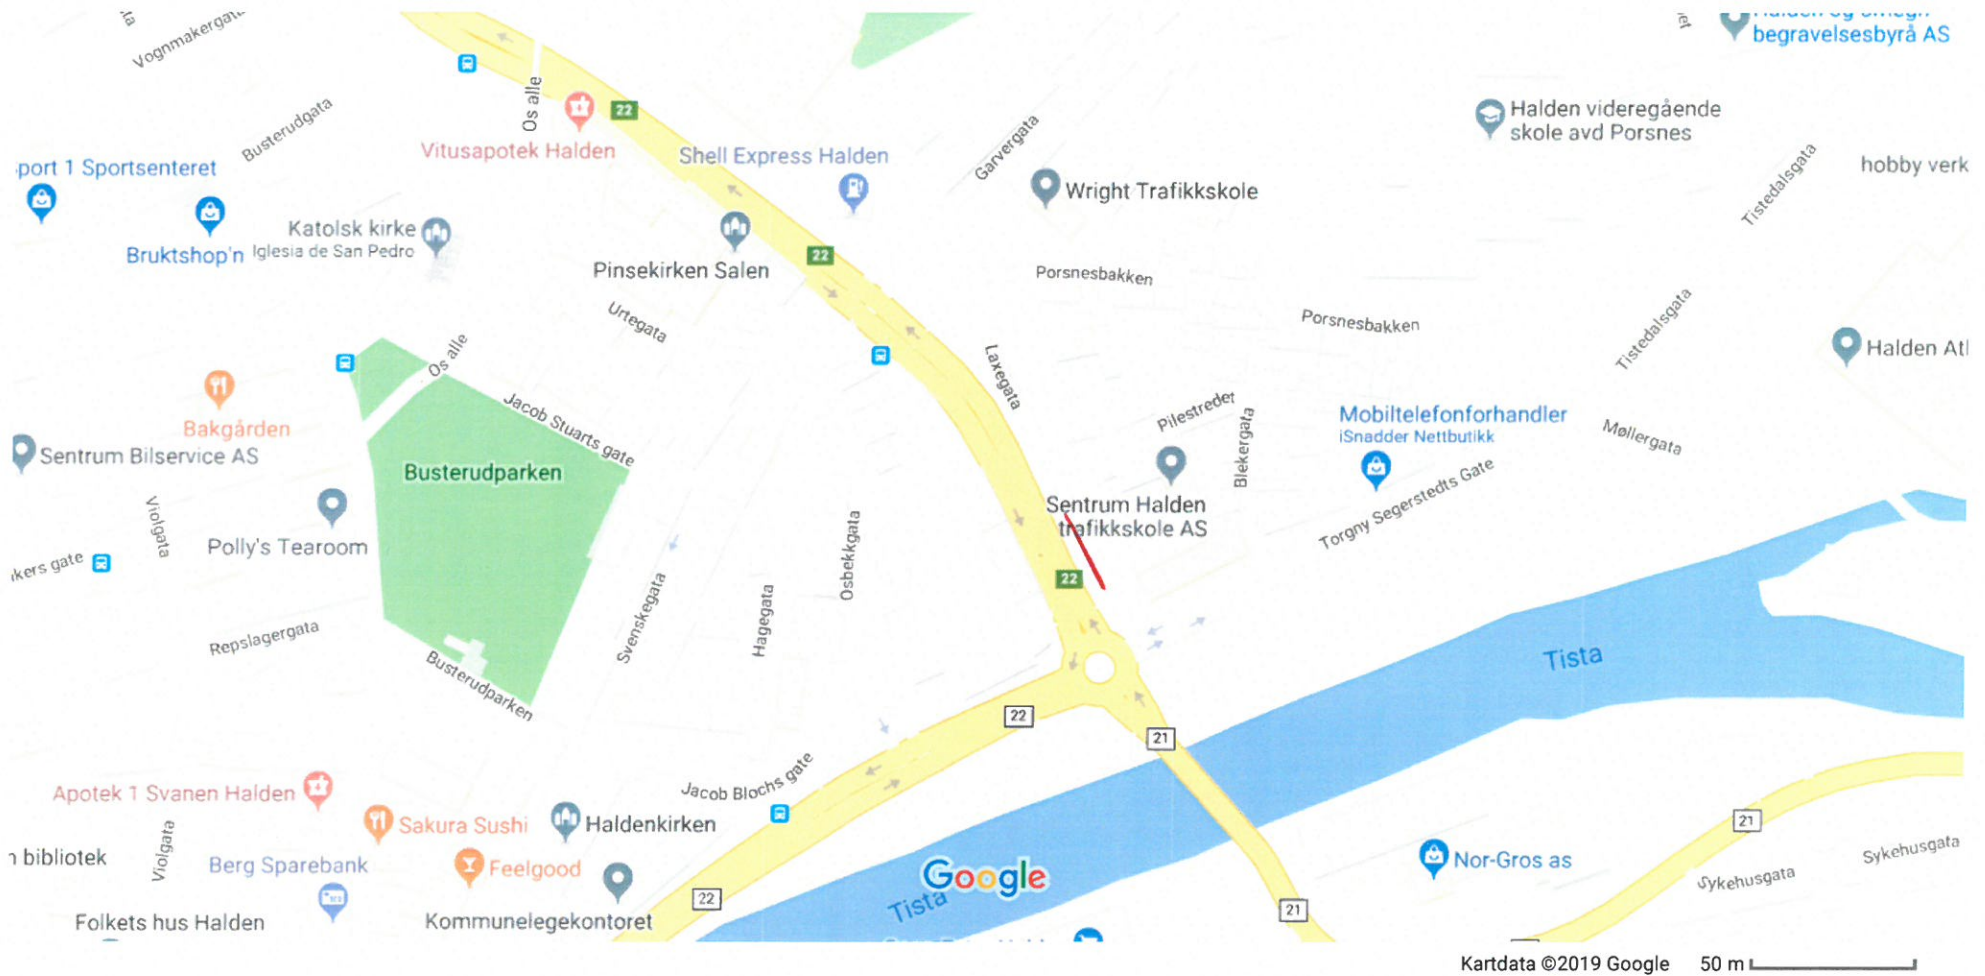 Vognmakergata
begravelsesbyrå AS
Os alle
22
Vitusapotek Halden
Busterudgata
Shell Express Halden
Garvergata
Halden videregående
skole avd Porsnes
Tistedalsgata
hobby verk
port 1 Sportsenteret
Wright Trafikkskole
Bruktshop'n
Katolsk kirke
Iglesia de San Pedro
Pinsekirken Salen
22
Porsnesbakken
Urtegata
Porsnesbakken
Tistedalsgata
Halden Atl
Os alle
Laxegata
Bakgården
Jacob Stuarts gate
Pilestredet
Blekergata
Mobiltelefonforhandler
iSnadder Nettbutikk
Møllergata
Sentrum Bilservice AS
Busterudparken
Torgny Segerstedts Gate
Sentrum Halden
trafikkskole AS
Violgata
Polly's Tearoom
Osbekkgata
kers gate
22
Svenskegata
Hagegata
Repslagergata
Busterudparken
Tista
22
21
Jacob Blochs gate
Apotek 1 Svanen Halden
Sakura Sushi
Haldenkirken
21
Violgata
bibliotek
Berg Sparebank
Feelgood
Google
Tista
Nor-Gros as
Sykehusgata
Sykehusgata
22
21
Folkets hus Halden
Kommunelegekontoret
Kartdata ©2019 Google 50 m